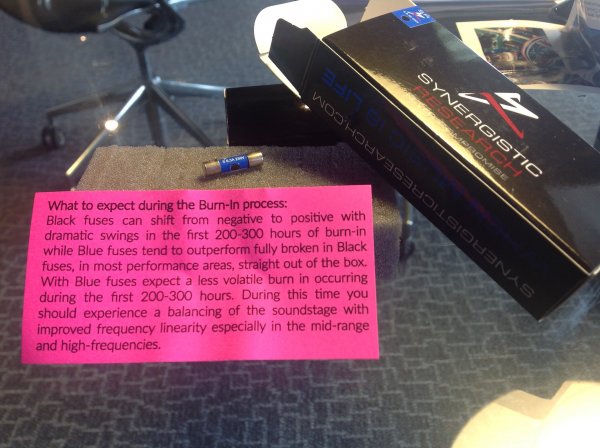 SYNERGISTIC
RESEARCH
SYNERGISTICRESEARCH.COM
What to expect during the Burn-In process:
Black fuses can shift from negative to positive with
dramatic swings in the first 200-300 hours of burn-in
while Blue fuses tend to outperform fully broken in Black
fuses, in most performance areas, straight out of the box.
With Blue fuses expect a less volatile burn in occurring
during the first 200-300 hours. During this time you
should experience a balancing of the soundstage with
improved frequency linearity especially in the mid-range
and high-frequencies.